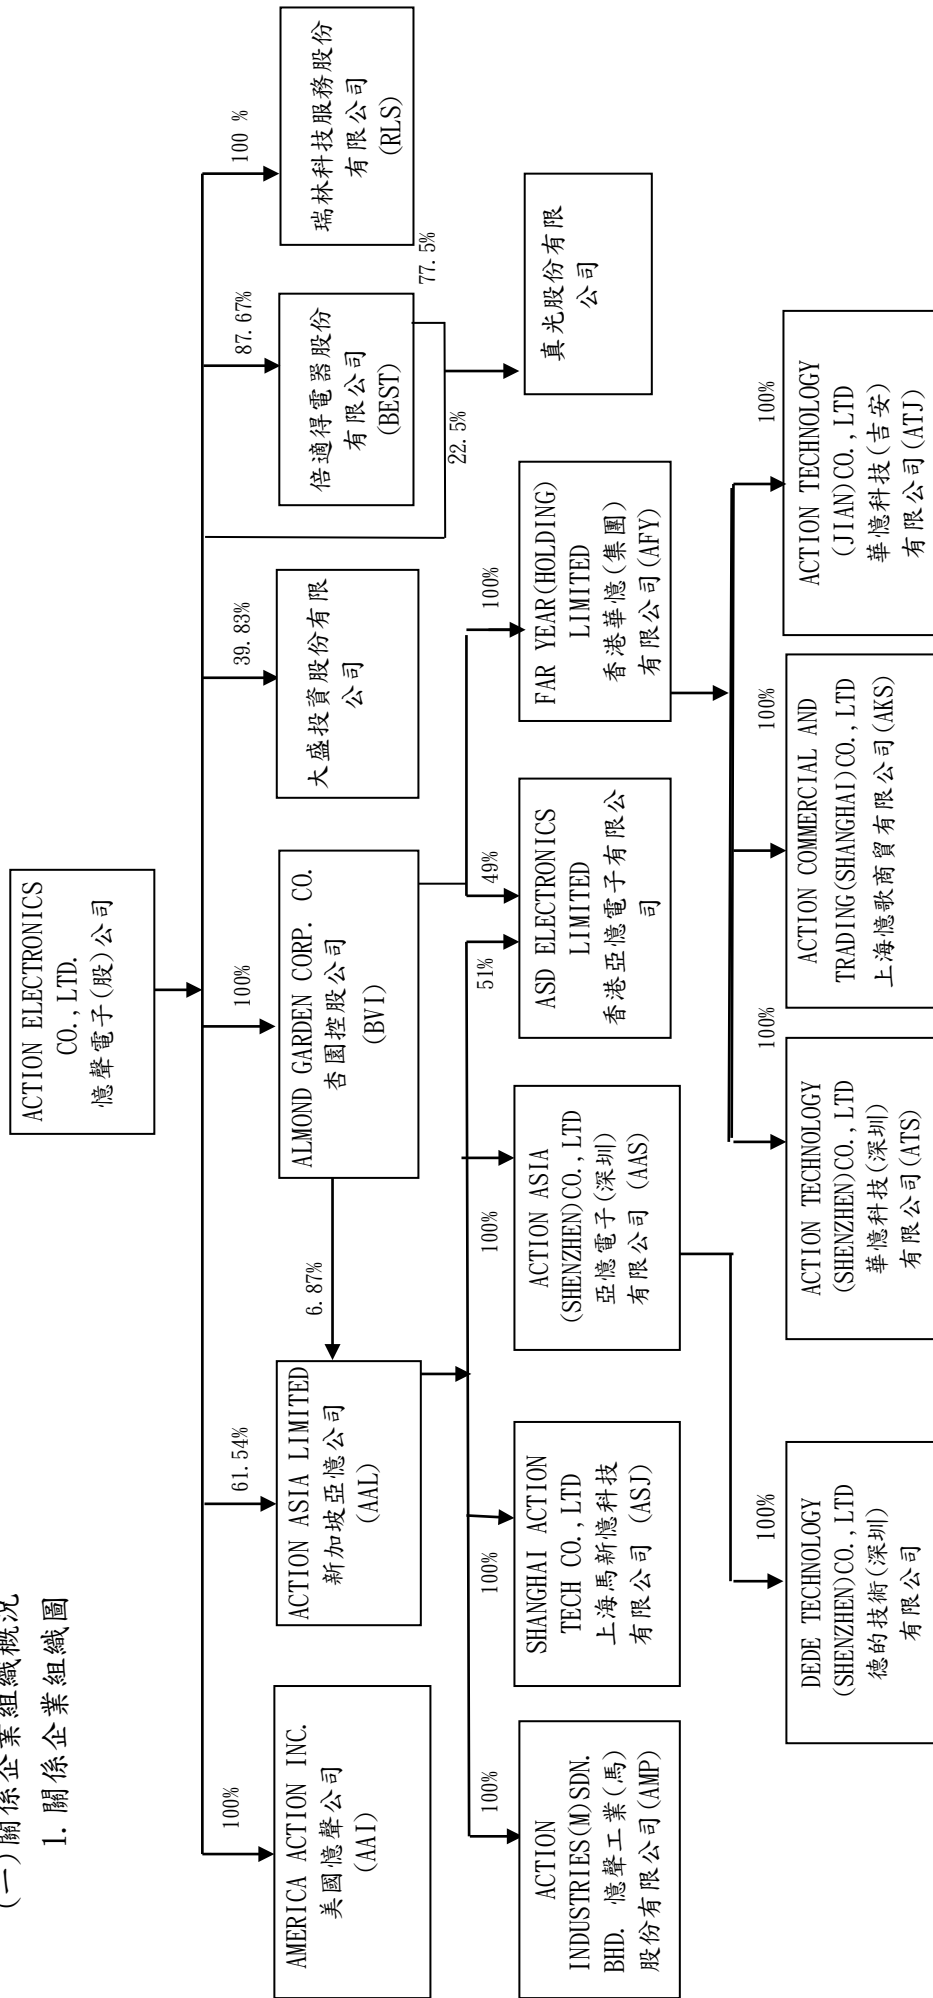 (一)關係企業組織概況
1. 關係企業組織圖
ACTION ELECTRONICS
CO.,LTD.
憶聲電子(股)公司
100%
61.54%
100%
39.83%
87.67%
100 %
AMERICA ACTION INC.
美國憶聲公司
(AAI)
ACTION ASIA LIMITED
新加坡亞憶公司
(AAL)
6.87%
ALMOND GARDEN CORP. CO.
杏園控股公司
(BVI)
大盛投資股份有限
公司
倍適得電器股份
有限公司
(BEST)
瑞林科技服務股份
有限公司
(RLS)
22.5%
77.5%
100%
100%
100%
51%
49%
100%
ACTION
INDUSTRIES(M)SDN.
BHD. 憶聲工業(馬)
股份有限公司(AMP)
SHANGHAI ACTION
TECH CO.,LTD
上海馬新憶科技
有限公司 (ASJ)
ACTION ASIA
(SHENZHEN)CO.,LTD
亞憶電子(深圳)
有限公司 (AAS)
ASD ELECTRONICS
LIMITED
香港亞憶電子有限公
司
FAR YEAR(HOLDING)
LIMITED
香港華憶(集團)
有限公司(AFY)
真光股份有限
公司
100%
100%
100%
100%
DEDE TECHNOLOGY
(SHENZHEN)CO.,LTD
德的技術(深圳)
有限公司
ACTION TECHNOLOGY
(SHENZHEN)CO.,LTD
華憶科技(深圳)
有限公司(ATS)
ACTION COMMERCIAL AND
TRADING(SHANGHAI)CO.,LTD
上海憶歌商貿有限公司(AKS)
ACTION TECHNOLOGY
(JIAN)CO.,LTD
華憶科技(吉安)
有限公司(ATJ)